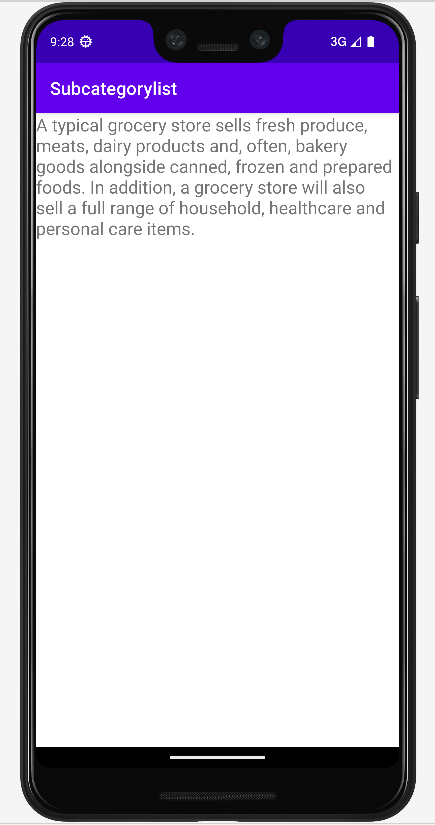 9:28 3G
Subcategorylist
A typical grocery store sells fresh produce,
meats, dairy products and, often, bakery
goods alongside canned, frozen and prepared
foods. In addition, a grocery store will also
sell a full range of household, healthcare and
personal care items.